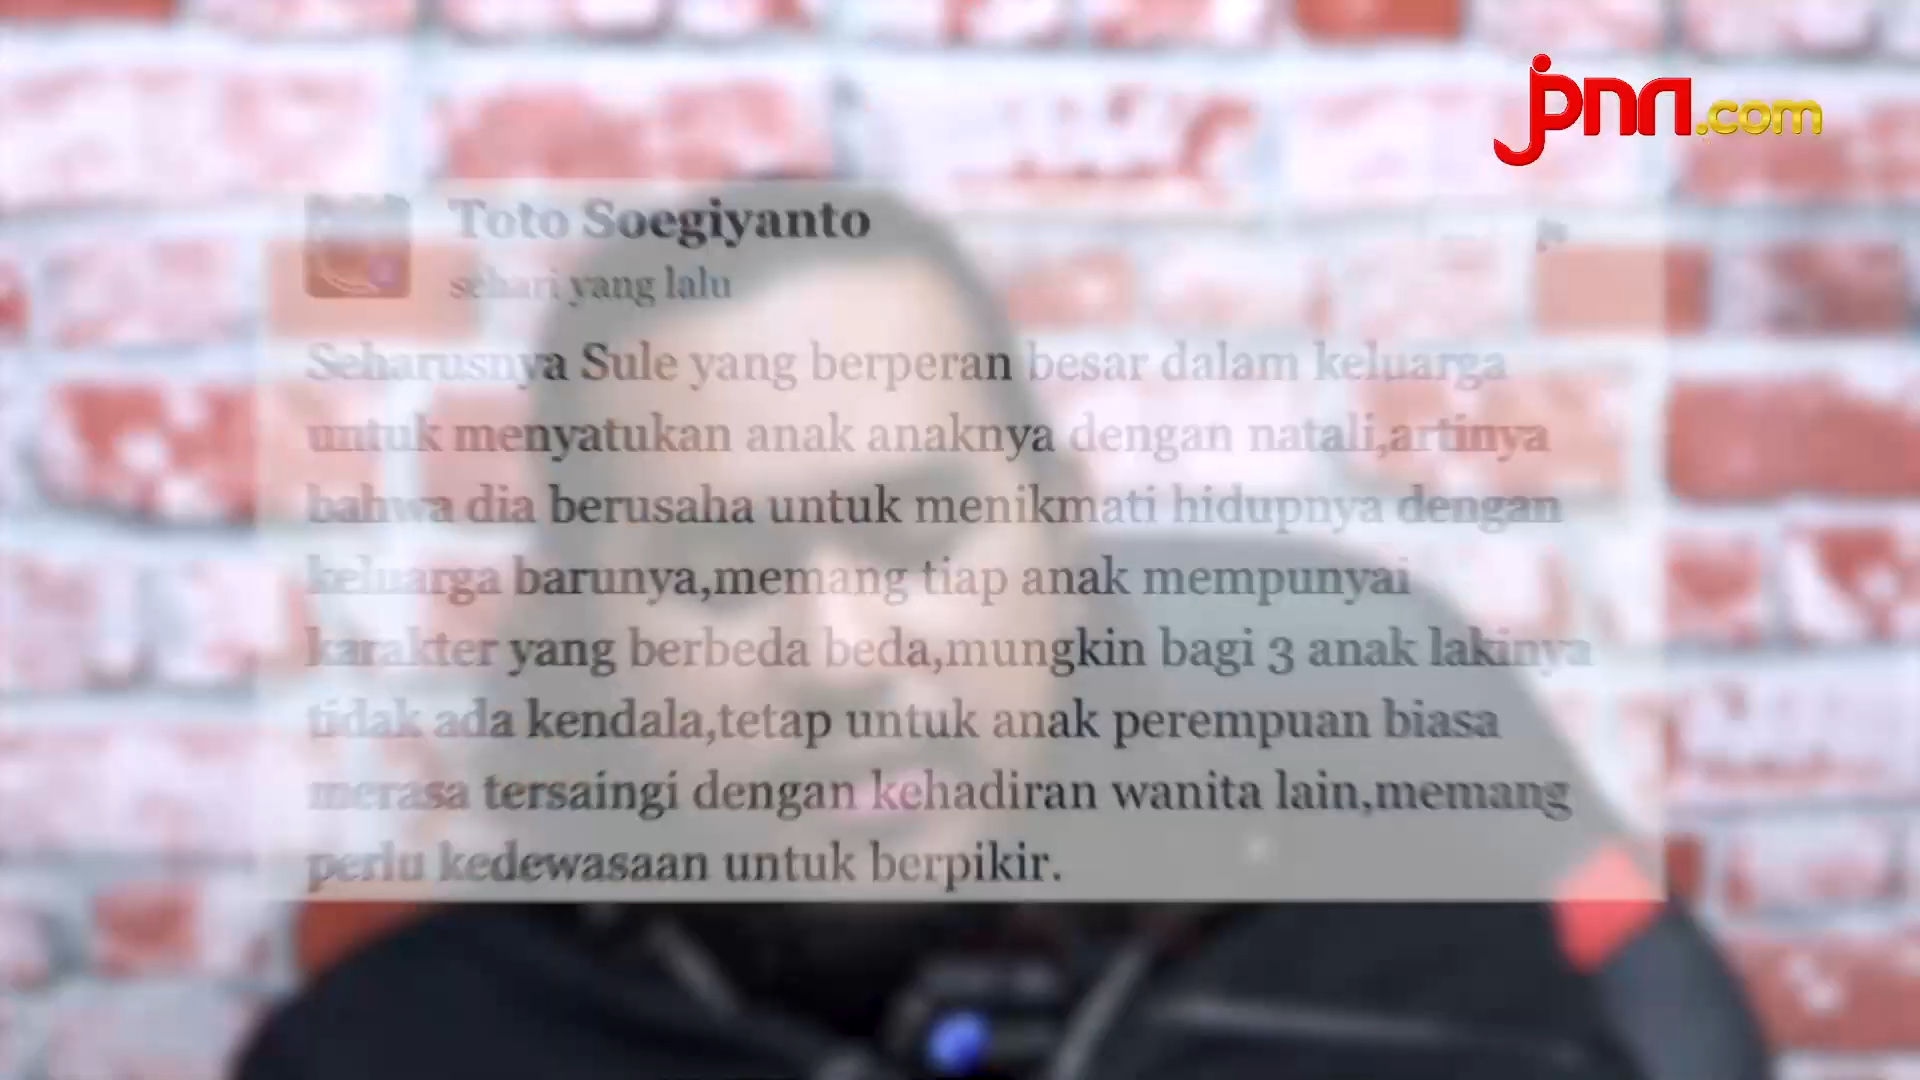 jpnn.com
Toto Soegiyanto
sehari yang lalu
Seharusnya Sule yang berperan besar dalam keluarga
untuk menyatukan anak anaknya dengan natali,artinya
bahwa dia berusaha untuk menikmati hidupnya dengan
keluarga barunya,memang tiap anak mempunyai
karakter yang berbeda beda,mungkin bagi 3 anak lakinya
tidak ada kendala,tetap untuk anak perempuan biasa
merasa tersaingi dengan kehadiran wanita lain,memang
perlu kedewasaan untuk berpikir.